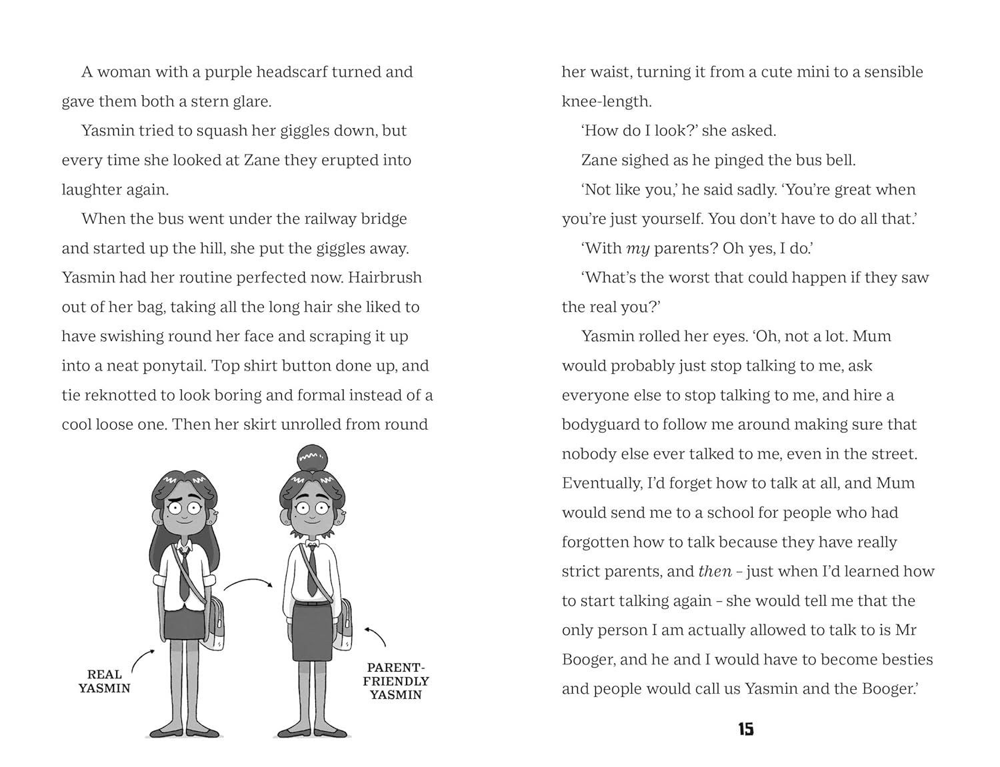 A woman with a purple headscarf turned and
gave them both a stern glare.
Yasmin tried to squash her giggles down, but
every time she looked at Zane they erupted into
laughter again.
When the bus went under the railway bridge
and started up the hill, she put the giggles away.
Yasmin had her routine perfected now. Hairbrush
out of her bag, taking all the long hair she liked to
have swishing round her face and scraping it up
into a neat ponytail. Top shirt button done up, and
tie reknotted to look boring and formal instead of a
cool loose one. Then her skirt unrolled from round
REAL
YASMIN
PARENT-
FRIENDLY
YASMIN
her waist, turning it from a cute mini to a sensible
knee-length.
‘How do I look?’ she asked.
Zane sighed as he pinged the bus bell.
‘Not like you,’ he said sadly. ‘You’re great when
you’re just yourself. You don’t have to do all that.’
‘With my parents? Oh yes, I do.’
‘What’s the worst that could happen if they saw
the real you?’
Yasmin rolled her eyes. ‘Oh, not a lot. Mum
would probably just stop talking to me, ask
everyone else to stop talking to me, and hire a
bodyguard to follow me around making sure that
nobody else ever talked to me, even in the street.
Eventually, I’d forget how to talk at all, and Mum
would send me to a school for people who had
forgotten how to talk because they have really
strict parents, and then – just when I’d learned how
to start talking again – she would tell me that the
only person I am actually allowed to talk to is Mr
Booger, and he and I would have to become besties
and people would call us Yasmin and the Booger.’
15